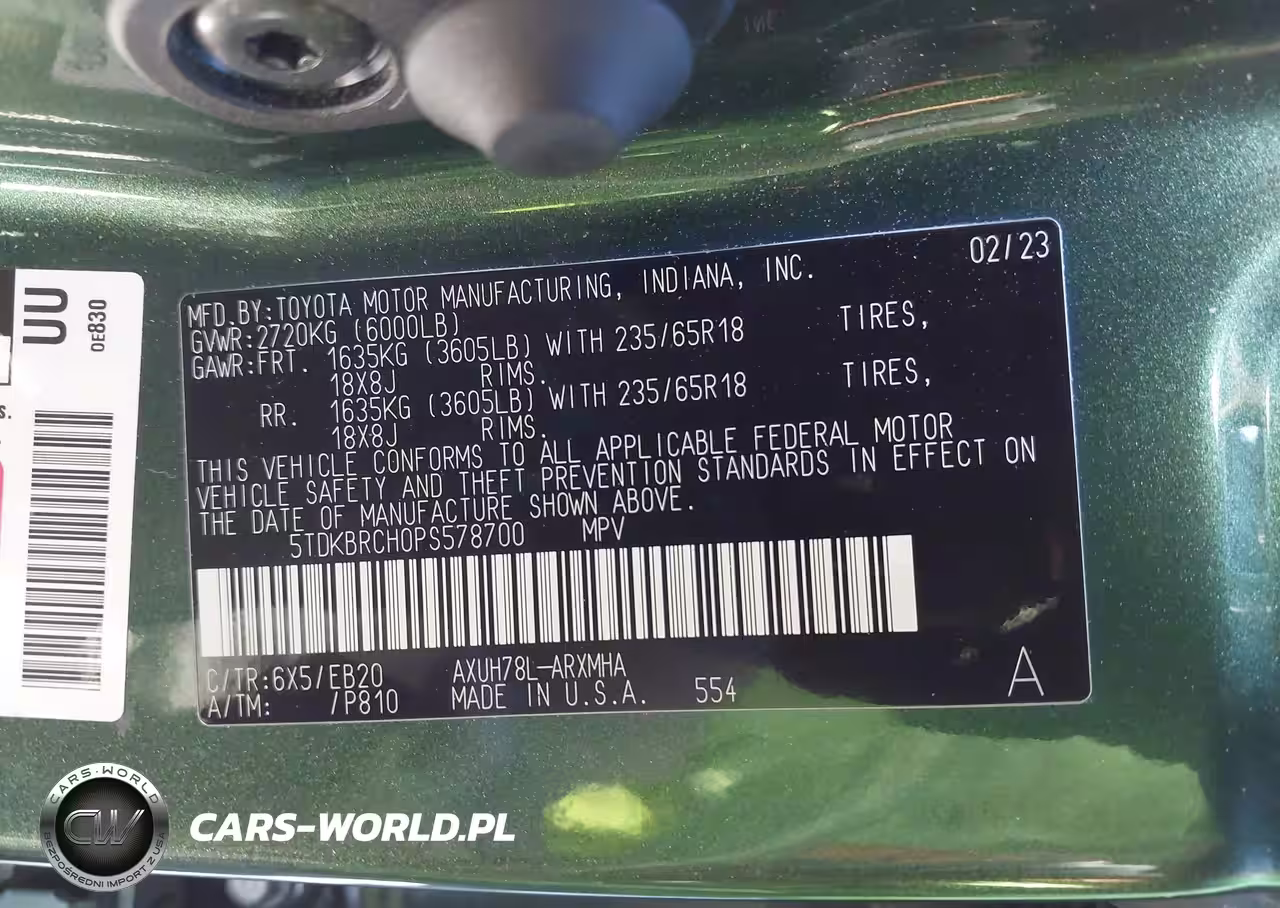 02/23
MFD.BY:TOYOTA MOTOR MANUFACTURING, INDIANA, INC.
GVWR:2720KG (6000LB)
GAWR:FRT. 1635KG (3605LB) WITH 235/65R18 TIRES,
18X8J RIMS.
RR. 1635KG (3605LB) WITH 235/65R18 TIRES,
18X8J RIMS.
THIS VEHICLE CONFORMS TO ALL APPLICABLE FEDERAL MOTOR
VEHICLE SAFETY AND THEFT PREVENTION STANDARDS IN EFFECT ON
THE DATE OF MANUFACTURE SHOWN ABOVE.
5TDKBRCH0PS578700 MPV
C/TR:6X5/EB20 AXUH78L-ARXMHA
A/TM: /P810 MADE IN U.S.A. 554
A
UU
0E830
s.
CARS-WORLD
CW
BEZPOŚREDNI IMPORT Z USA
CARS-WORLD.PL